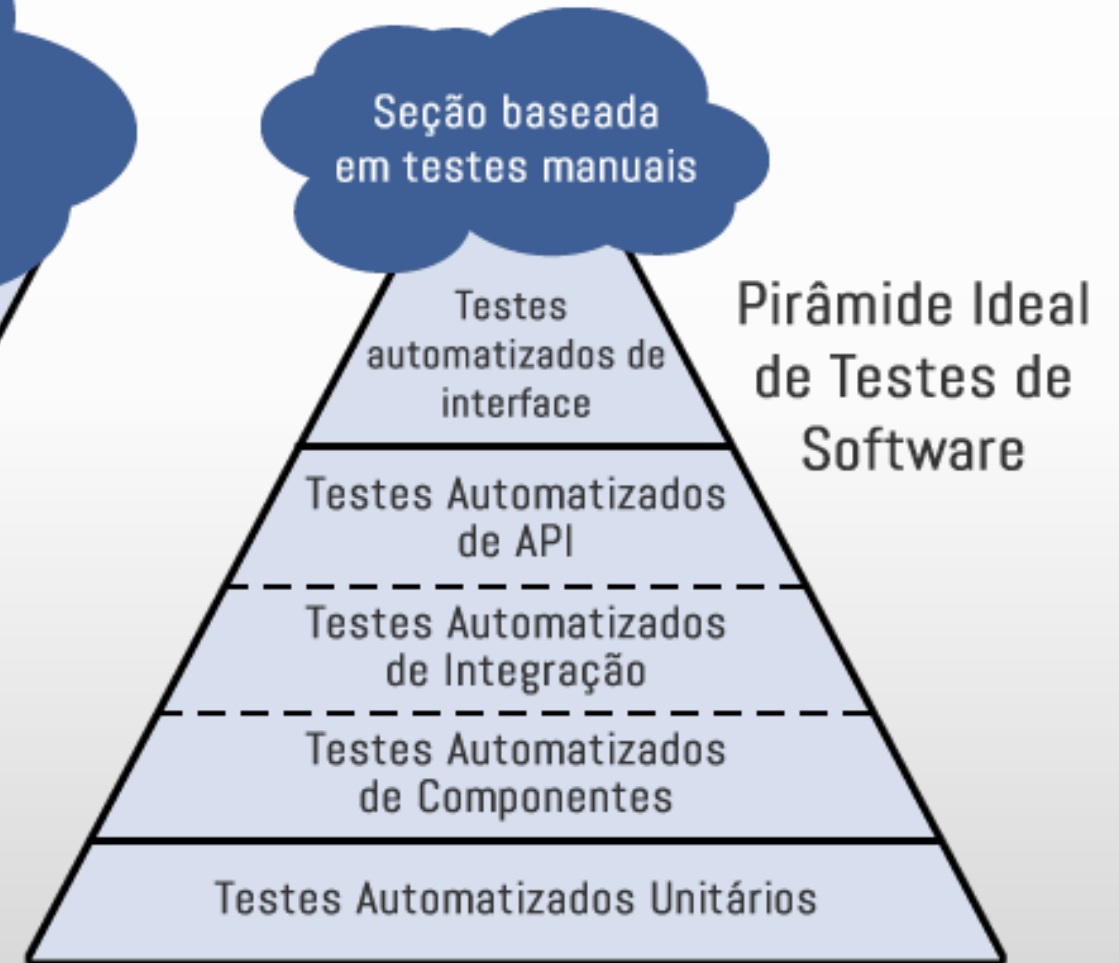 Seção baseada
em testes manuais
Testes
automatizados de
interface
Pirâmide Ideal
de Testes de
Software
Testes Automatizados
de API
Testes Automatizados
de Integração
Testes Automatizados
de Componentes
Testes Automatizados Unitários